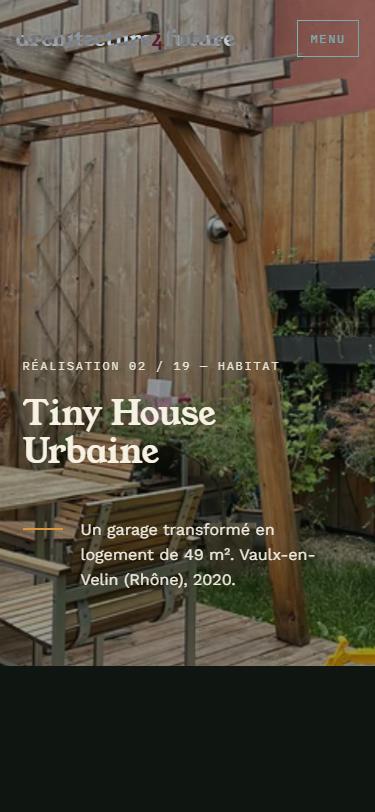 architecture4future
MENU
RÉALISATION 02 / 19 — HABITAT
Tiny House
Urbaine
Un garage transformé en
logement de 49 m². Vaulx-en-
Velin (Rhône), 2020.